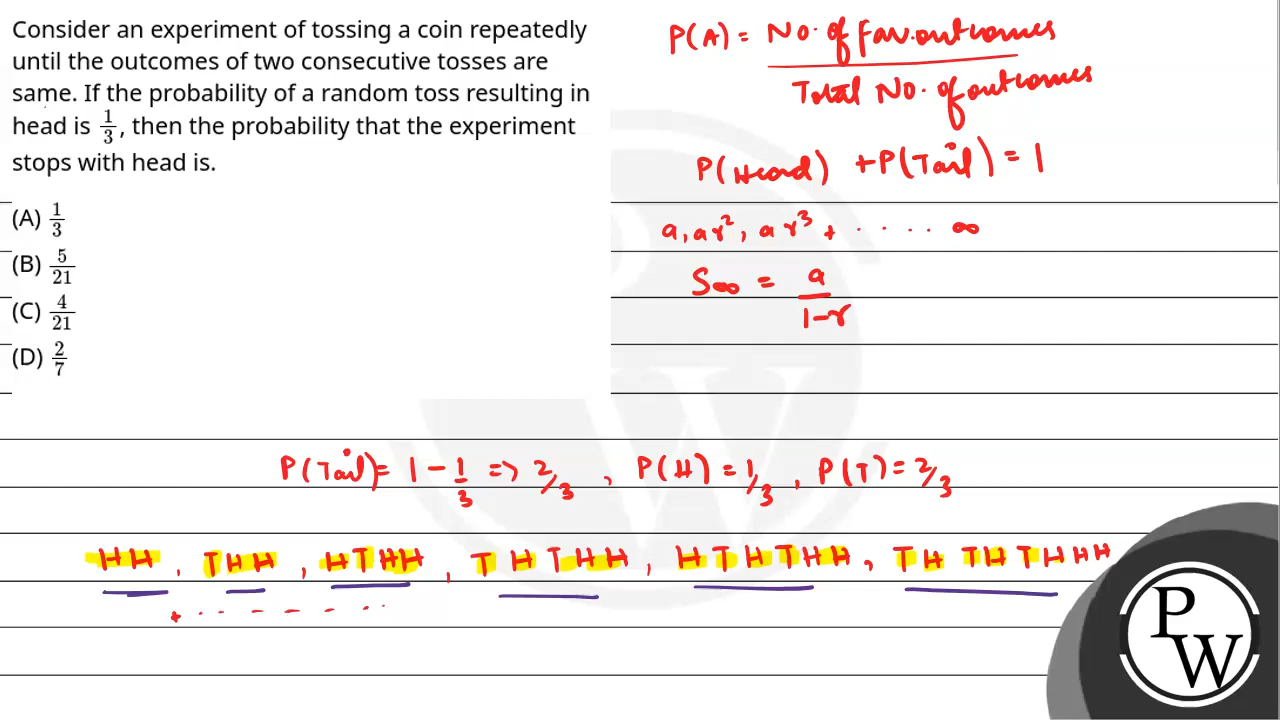 Consider an experiment of tossing a coin repeatedly
until the outcomes of two consecutive tosses are
same. If the probability of a random toss resulting in
head is 1/3, then the probability that the experiment
stops with head is.
(A) 1/3
(B) 5/21
(C) 4/21
(D) 2/7
P(A) = No. of Fav. outcomes / Total No. of outcomes
P(Head) + P(Tail) = 1
a, ar², ar³ + ..... ∞
S∞ = a / 1-r
P(Tail) = 1 - 1/3 => 2/3, P(H) = 1/3, P(T) = 2/3
HH, THH, HTHH, THTHH, HTHTHH, THTHTHHH
+ .......
PW